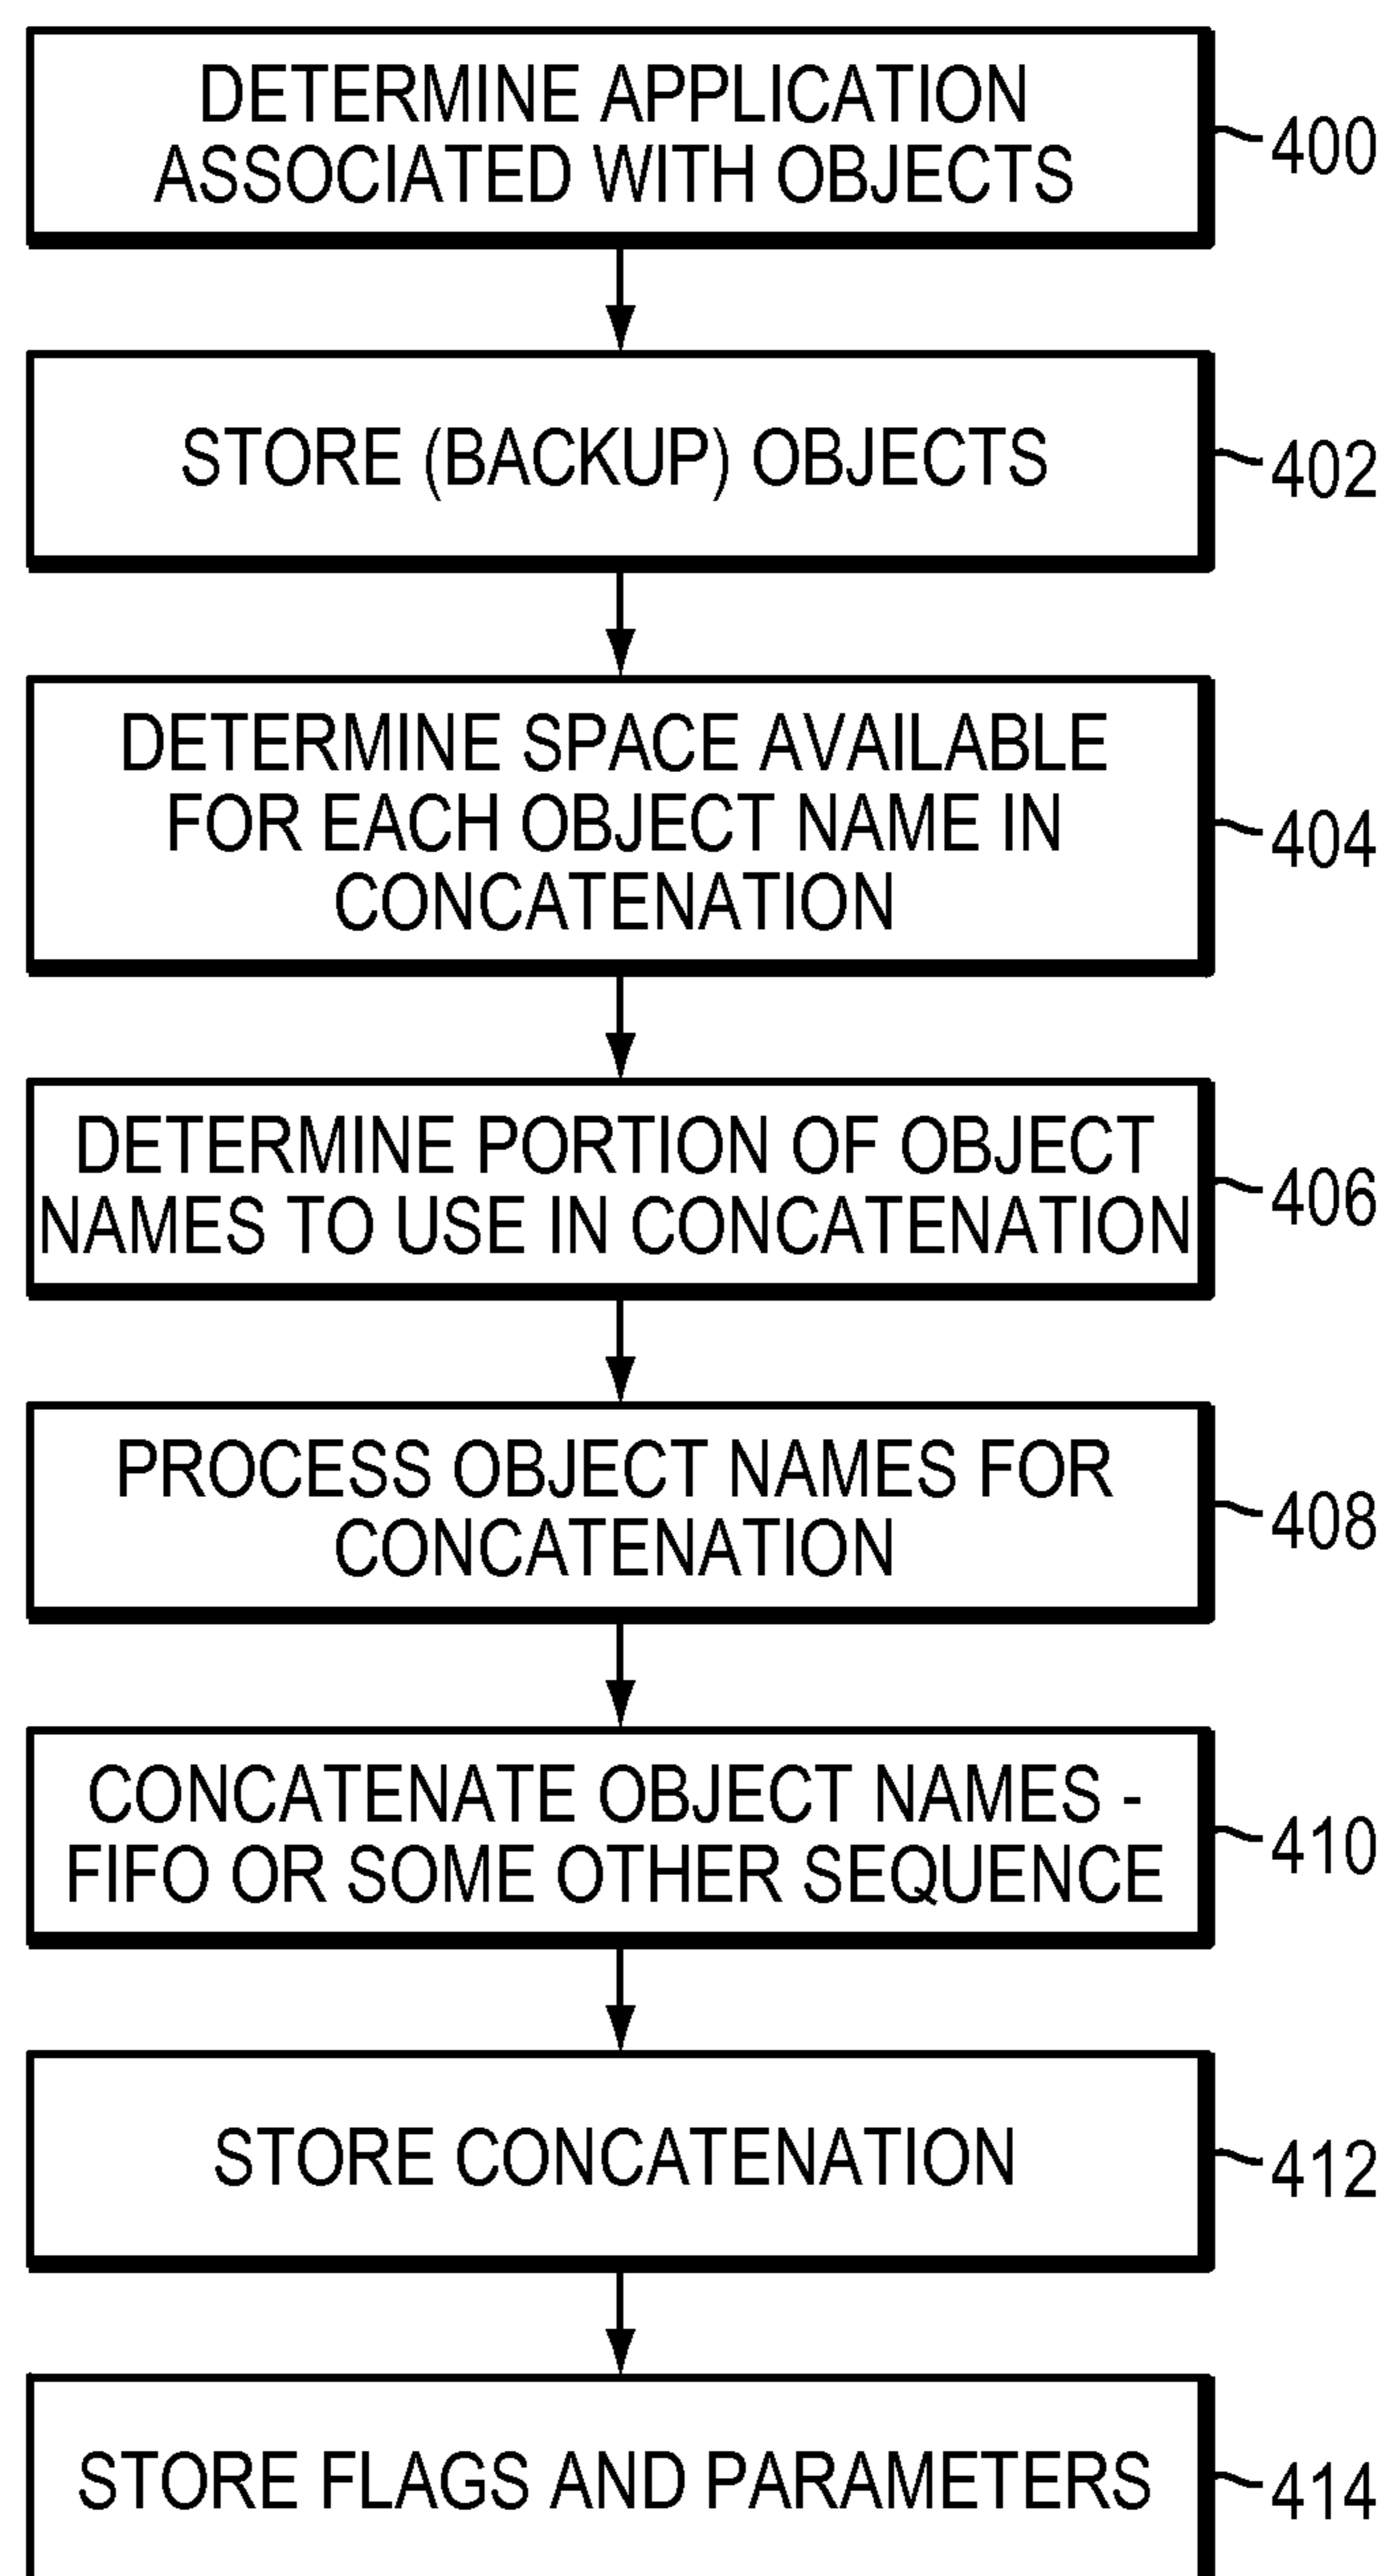 DETERMINE APPLICATION
ASSOCIATED WITH OBJECTS
400
STORE (BACKUP) OBJECTS
402
DETERMINE SPACE AVAILABLE
FOR EACH OBJECT NAME IN
CONCATENATION
404
DETERMINE PORTION OF OBJECT
NAMES TO USE IN CONCATENATION
406
PROCESS OBJECT NAMES FOR
CONCATENATION
408
CONCATENATE OBJECT NAMES -
FIFO OR SOME OTHER SEQUENCE
410
STORE CONCATENATION
412
STORE FLAGS AND PARAMETERS
414